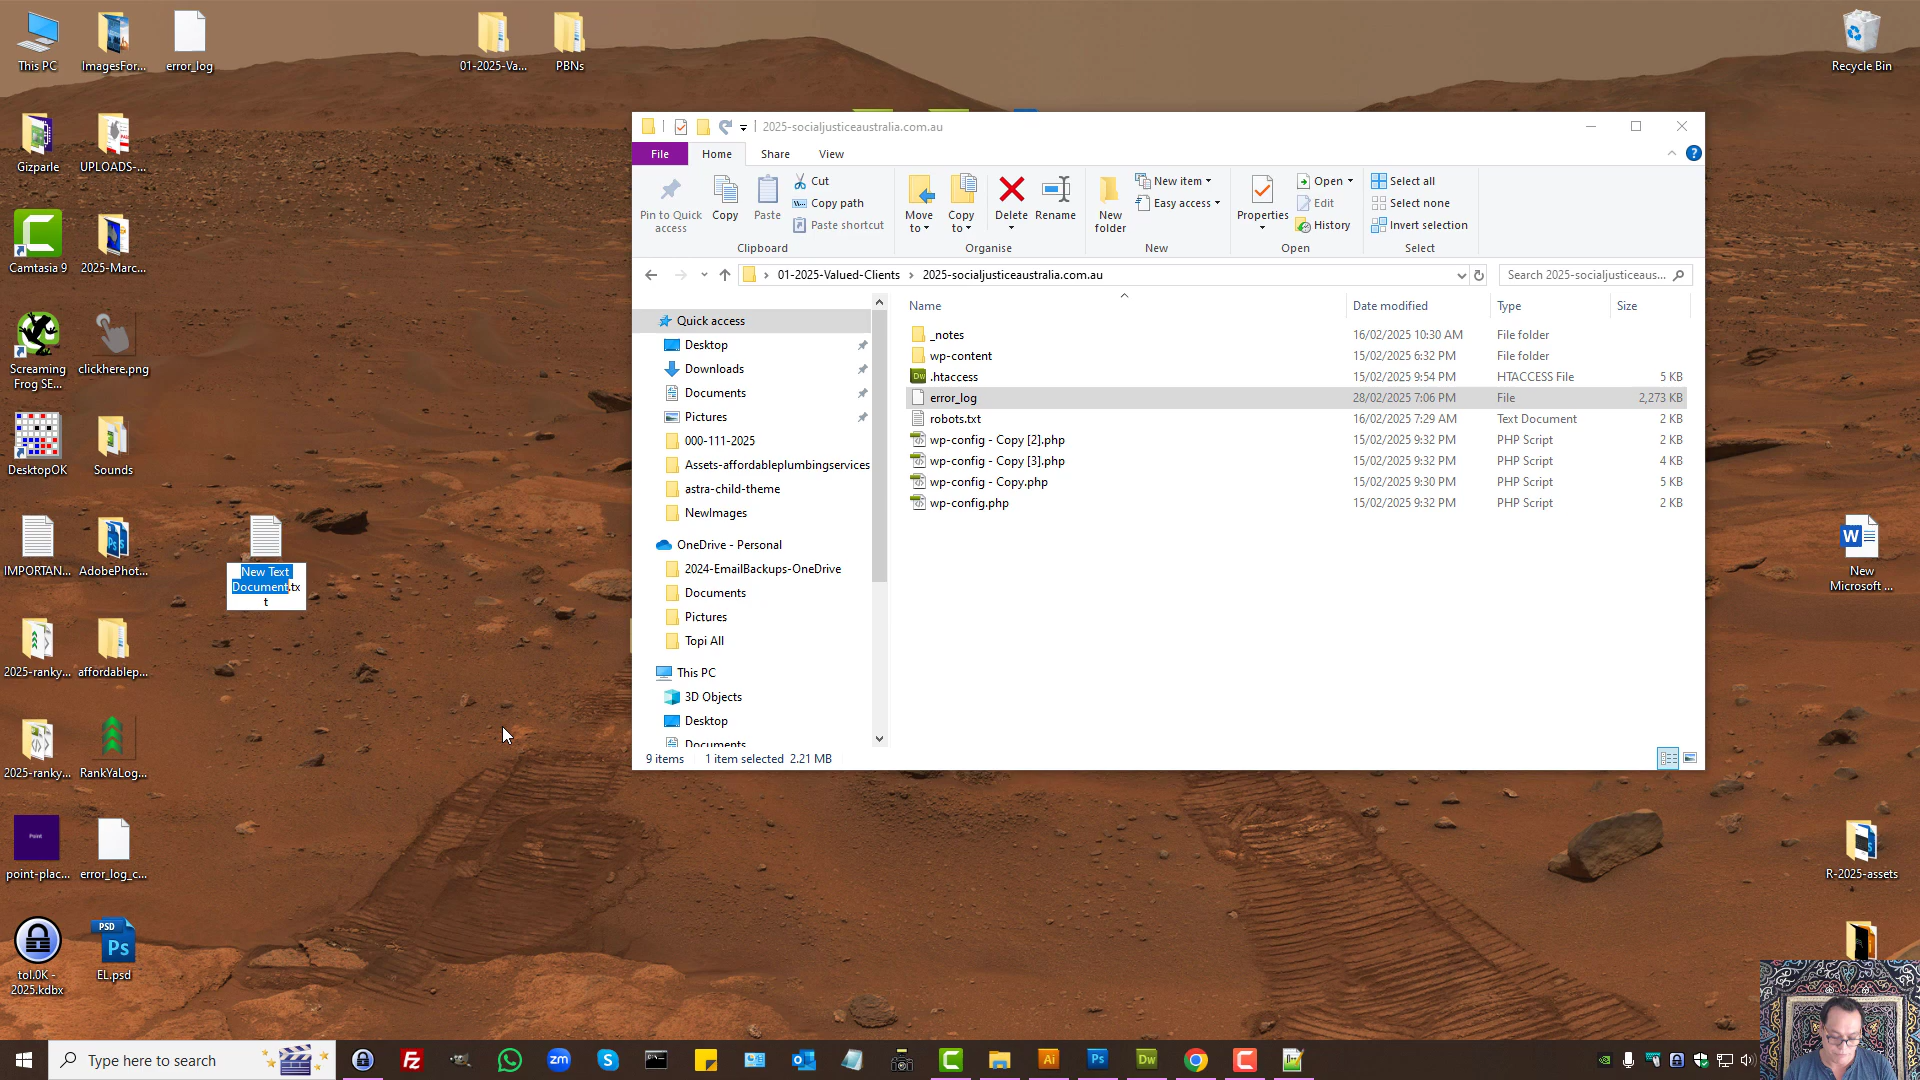 This PC
ImagesFor...
error_log
01-2025-Va...
PBNs
Recycle Bin
Gizparle
UPLOADS-...
Camtasia 9
2025-Marc...
Screaming
Frog SE...
clickhere.png
DesktopOK
Sounds
IMPORTAN...
AdobePhot...
New Text
Document.tx
t
2025-ranky...
affordablep...
2025-ranky...
RankYaLog...
point-plac...
error_log_c...
tol.0K -
2025.kdbx
PSD
Ps
EL.psd
New
Microsoft ...
R-2025-assets
2025-socialjusticeaustralia.com.au
File
Home
Share
View
Pin to Quick
access
Copy
Paste
Cut
Copy path
Paste shortcut
Clipboard
Move
to
Copy
to
Delete
Rename
Organise
New
folder
New item
Easy access
New
Properties
Open
Edit
History
Open
Select all
Select none
Invert selection
Select
01-2025-Valued-Clients
2025-socialjusticeaustralia.com.au
Search 2025-socialjusticeaus...
Quick access
Desktop
Downloads
Documents
Pictures
000-111-2025
Assets-affordableplumbingservices
astra-child-theme
NewImages
OneDrive - Personal
2024-EmailBackups-OneDrive
Documents
Pictures
Topi All
This PC
3D Objects
Desktop
Documents
Name Date modified Type Size
_notes 16/02/2025 10:30 AM File folder
wp-content 15/02/2025 6:32 PM File folder
.htaccess 15/02/2025 9:54 PM HTACCESS File 5 KB
error_log 28/02/2025 7:06 PM File 2,273 KB
robots.txt 16/02/2025 7:29 AM Text Document 2 KB
wp-config - Copy [2].php 15/02/2025 9:32 PM PHP Script 2 KB
wp-config - Copy [3].php 15/02/2025 9:32 PM PHP Script 4 KB
wp-config - Copy.php 15/02/2025 9:30 PM PHP Script 5 KB
wp-config.php 15/02/2025 9:32 PM PHP Script 2 KB
9 items 1 item selected 2.21 MB
Type here to search